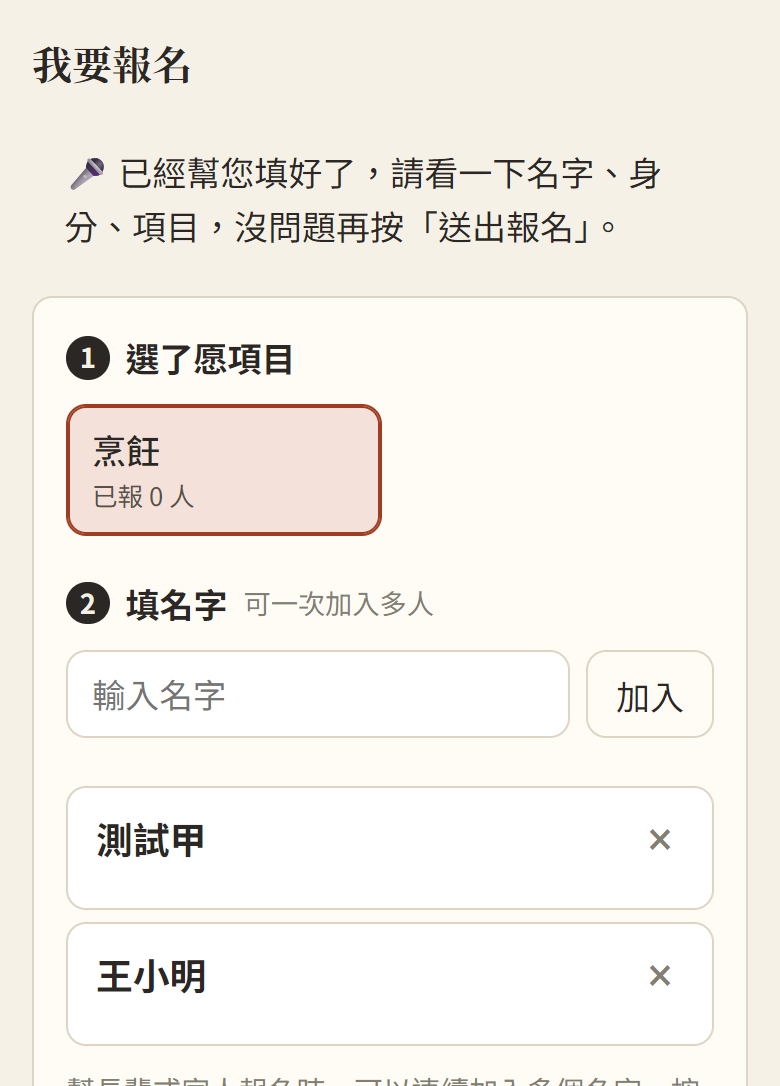 我要報名
🎤 已經幫您填好了，請看一下名字、身
分、項目，沒問題再按「送出報名」。
1 選了愿項目
烹飪
已報 0 人
2 填名字 可一次加入多人
輸入名字 加入
測試甲 ×
王小明 ×